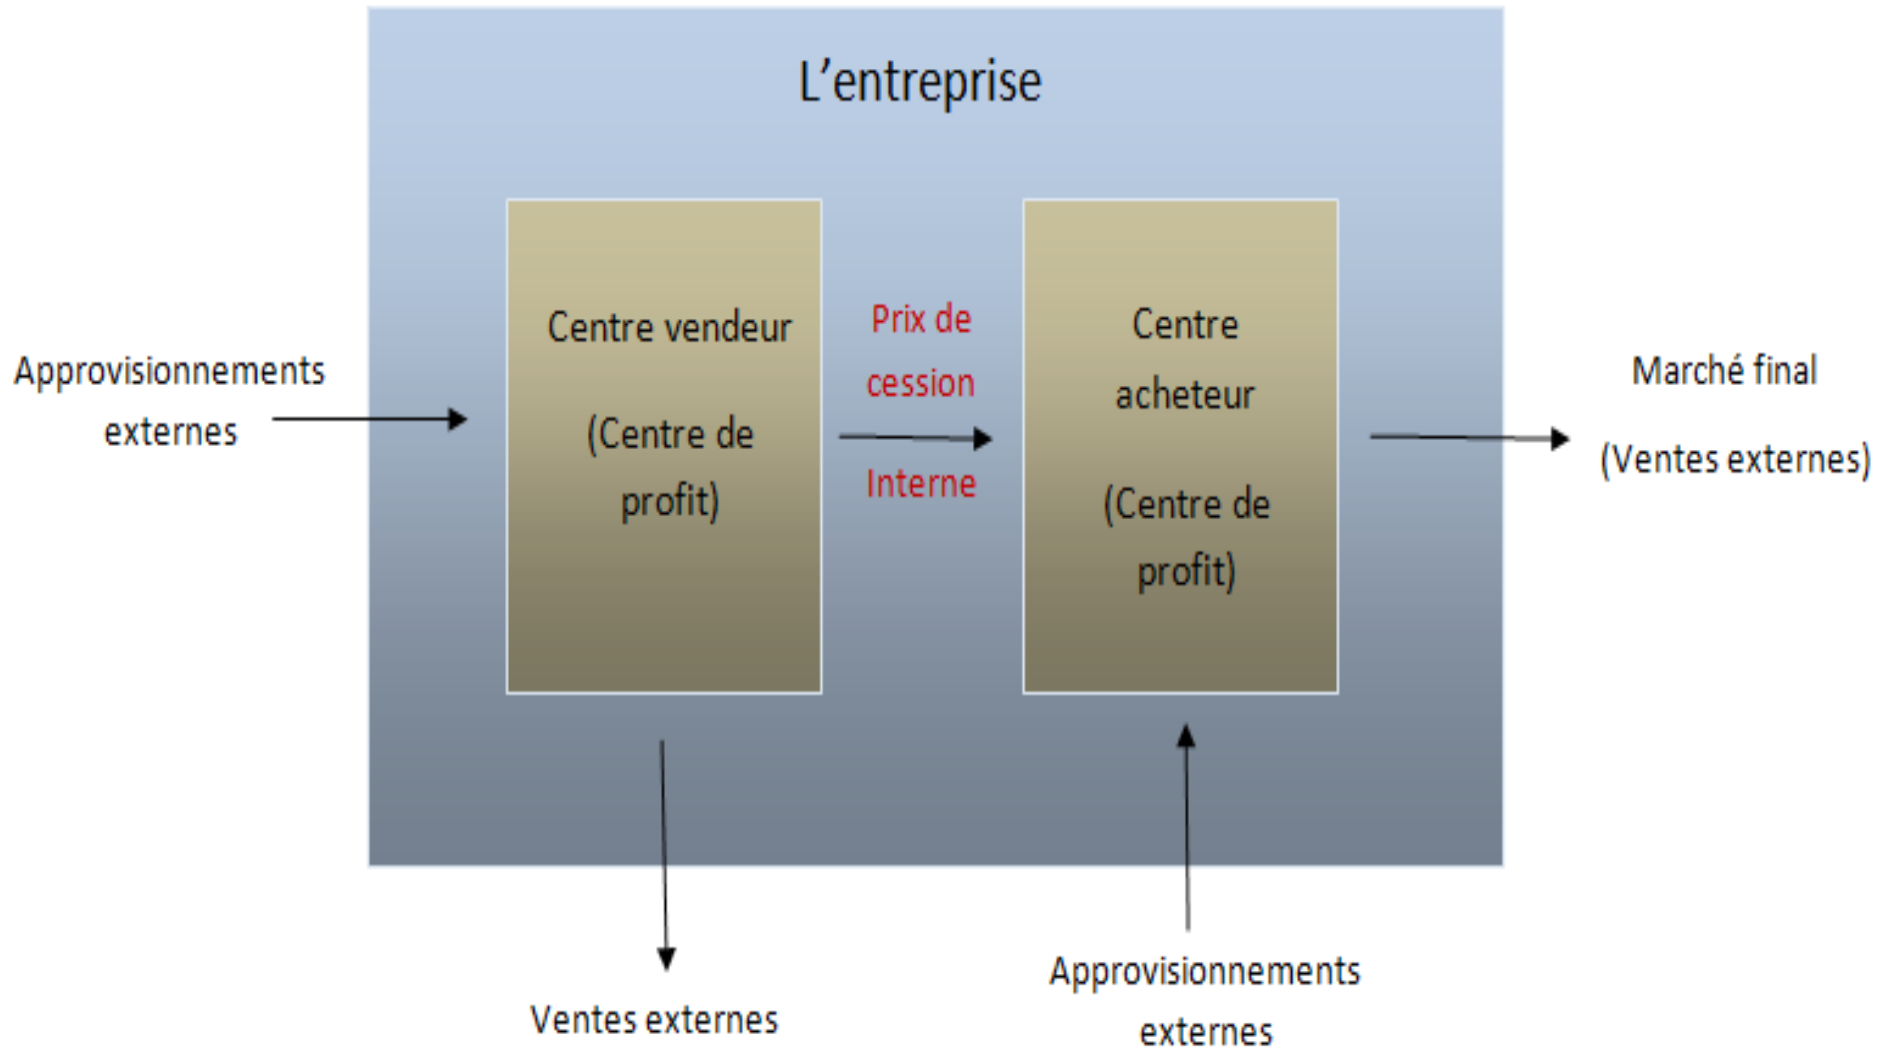 L'entreprise
Approvisionnements
externes
Centre vendeur
(Centre de
profit)
Prix de
cession
Interne
Centre
acheteur
(Centre de
profit)
Marché final
(Ventes externes)
Ventes externes
Approvisionnements
externes